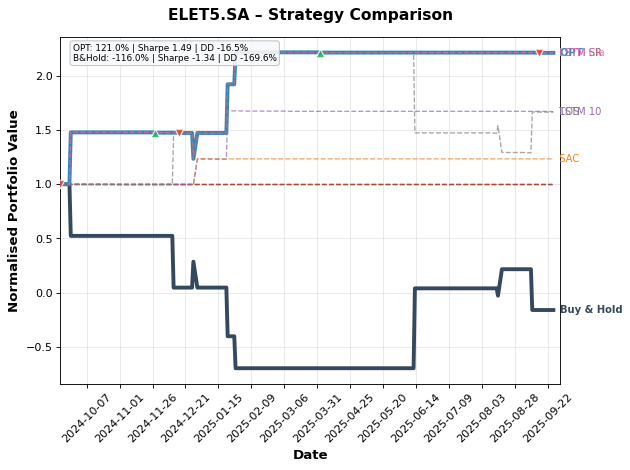 ELET5.SA – Strategy Comparison
OPT: 121.0% | Sharpe 1.49 | DD -16.5%
B&Hold: -116.0% | Sharpe -1.34 | DD -169.6%
Normalised Portfolio Value
2.0
1.5
1.0
0.5
0.0
−0.5
LSTM 10
SAC
Buy & Hold
2024-10-07
2024-11-01
2024-11-26
2024-12-21
2025-01-15
2025-02-09
2025-03-06
2025-03-31
2025-04-25
2025-05-20
2025-06-14
2025-07-09
2025-08-03
2025-08-28
2025-09-22
Date